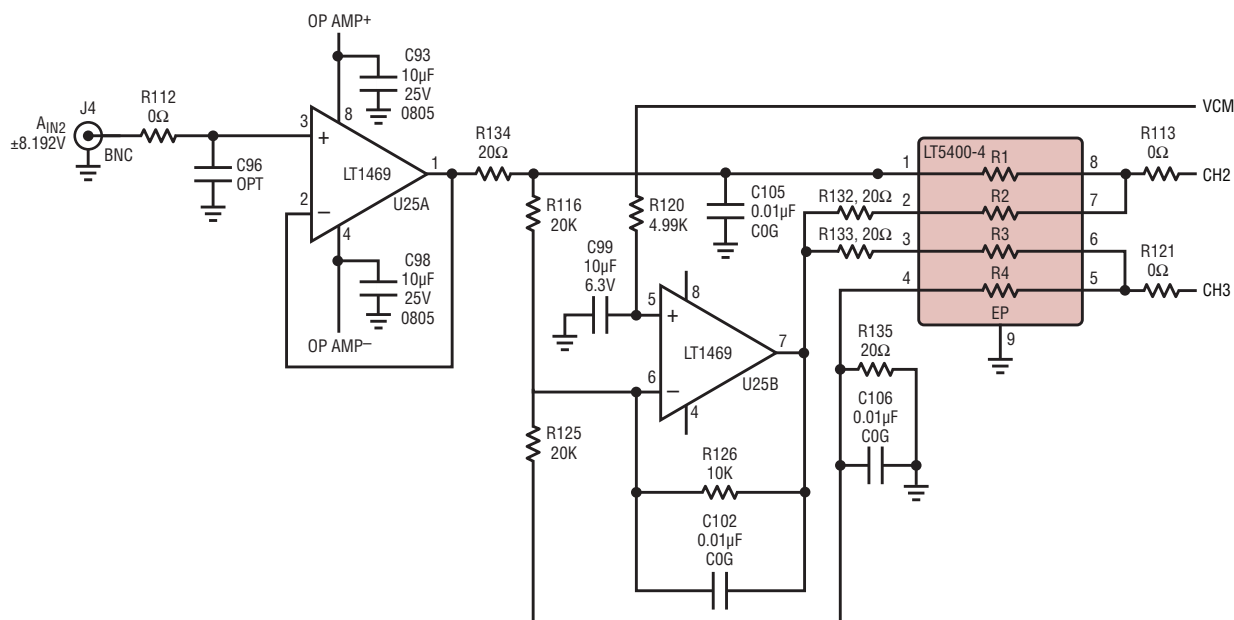 OP AMP+
C93
10µF
25V
0805
J4
R112
0Ω
AIN2
±8.192V
BNC
C96
OPT
3
+
8
LT1469
1
2
–
4
U25A
R134
20Ω
C98
10µF
25V
0805
OP AMP–
R116
20K
R120
4.99K
C105
0.01µF
C0G
VCM
C99
10µF
6.3V
5
+
8
LT1469
7
6
–
4
U25B
R125
20K
R126
10K
C102
0.01µF
C0G
R132, 20Ω
R133, 20Ω
LT5400-4
1
R1
8
2
R2
7
3
R3
6
4
R4
5
EP
9
R113
0Ω
CH2
R121
0Ω
CH3
R135
20Ω
C106
0.01µF
C0G